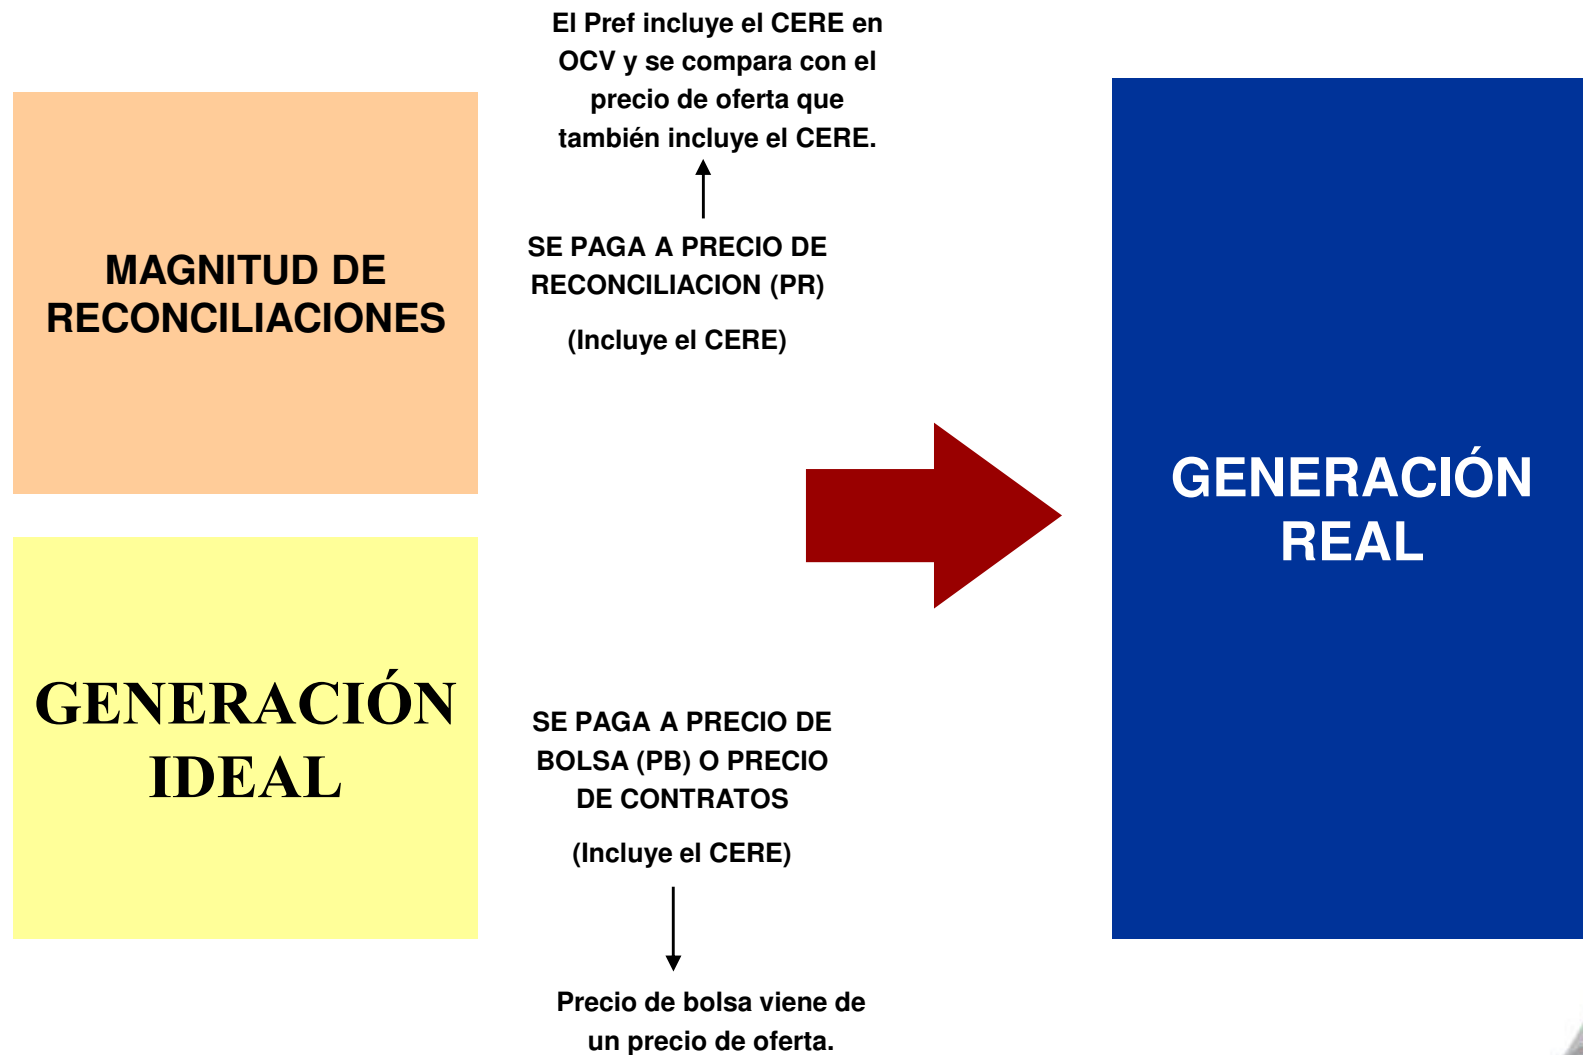 El Pref incluye el CERE en
OCV y se compara con el
precio de oferta que
también incluye el CERE.
MAGNITUD DE
RECONCILIACIONES
SE PAGA A PRECIO DE
RECONCILIACION (PR)
(Incluye el CERE)
GENERACIÓN
REAL
GENERACIÓN
IDEAL
SE PAGA A PRECIO DE
BOLSA (PB) O PRECIO
DE CONTRATOS
(Incluye el CERE)
Precio de bolsa viene de
un precio de oferta.